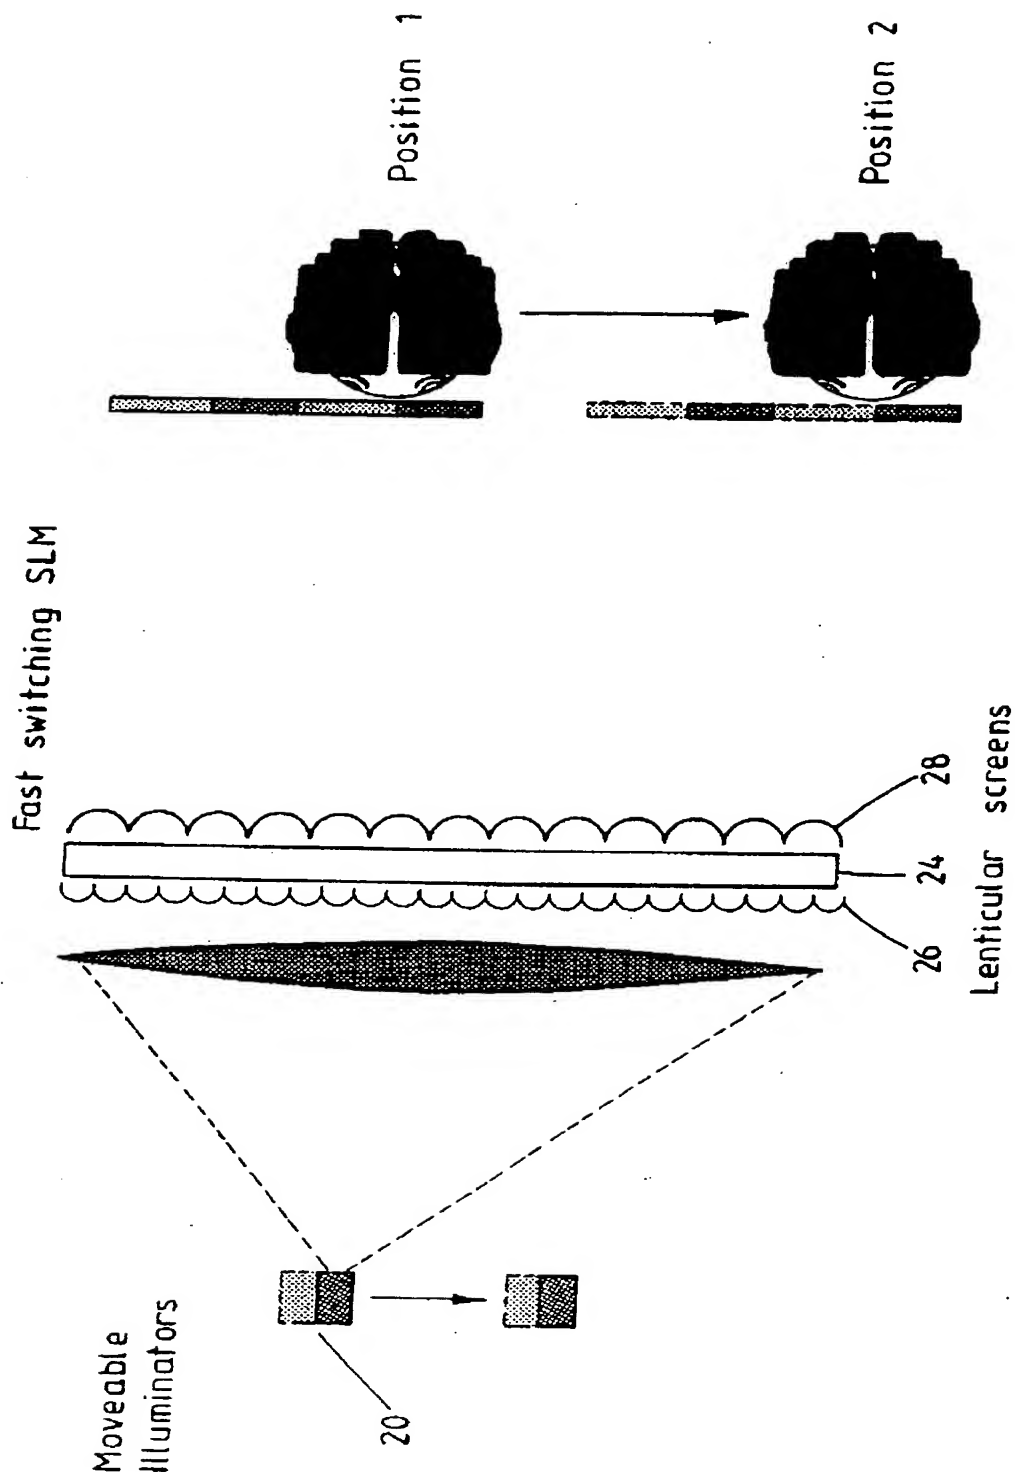 Moveable
Illuminators
Fast switching SLM
20
Position 1
Position 2
26
24
28
Lenticular screens